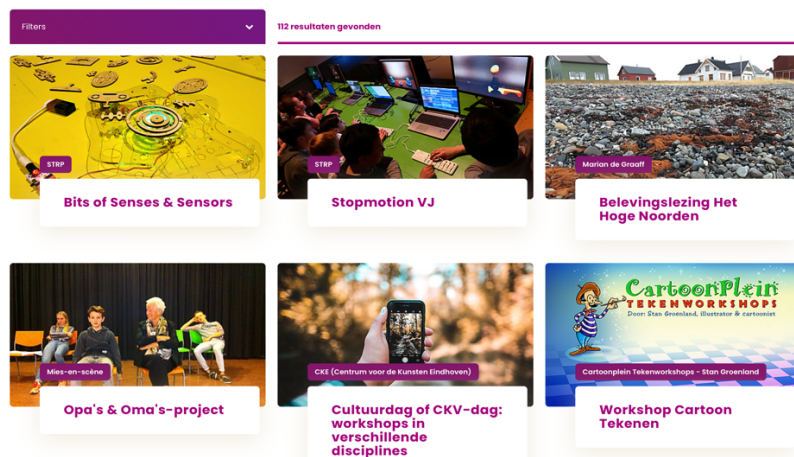 Filters
112 resultaten gevonden
STRP
Bits of Senses & Sensors
STRP
Stopmotion VJ
Marian de Graaff
Belevingslezing Het
Hoge Noorden
Mies-en-scène
Opa's & Oma's-project
CKE (Centrum voor de Kunsten Eindhoven)
Cultuurdag of CKV-dag:
workshops in
verschillende
disciplines
CartoonPlein
TEKENWORKSHOPS
Door: Stan Groenland, illustrator & cartoonist
Cartoonplein Tekenworkshops - Stan Groenland
Workshop Cartoon
Tekenen